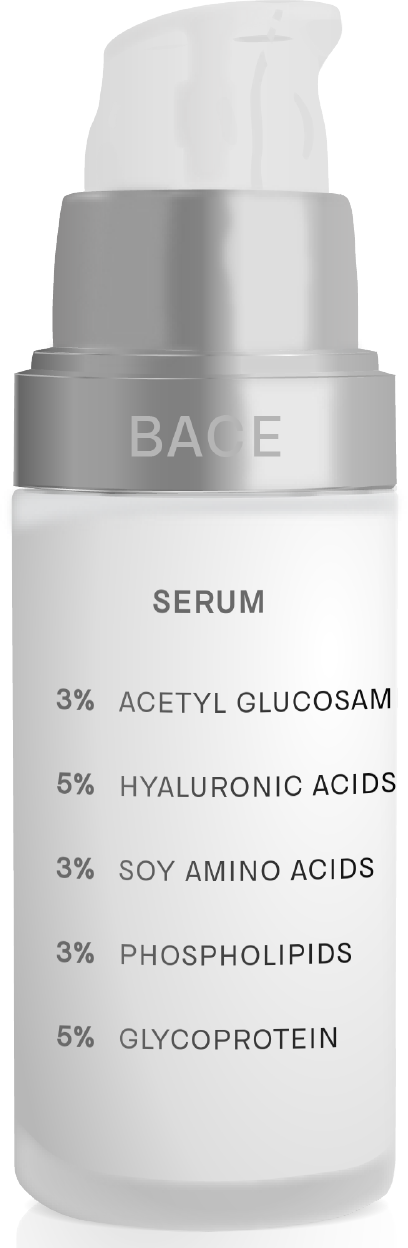 BACE
SERUM
3% ACETYL GLUCOSAM
5% HYALURONIC ACIDS
3% SOY AMINO ACIDS
3% PHOSPHOLIPIDS
5% GLYCOPROTEIN